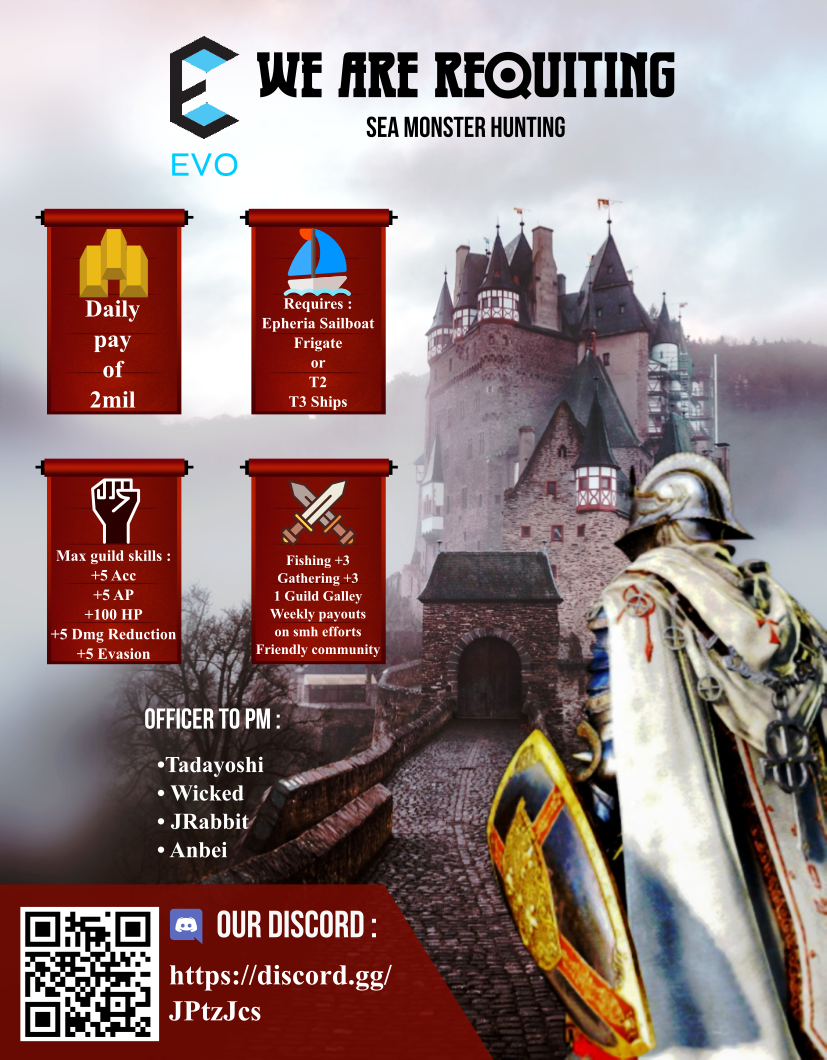 WE ARE REQUITING
SEA MONSTER HUNTING
EVO
Daily
pay
of
2mil
Requires :
Epheria Sailboat
Frigate
or
T2
T3 Ships
Max guild skills :
+5 Acc
+5 AP
+100 HP
+5 Dmg Reduction
+5 Evasion
Fishing +3
Gathering +3
1 Guild Galley
Weekly payouts
on smh efforts
Friendly community
OFFICER TO PM :
•Tadayoshi
• Wicked
• JRabbit
• Anbei
OUR DISCORD :
https://discord.gg/
JPtzJcs